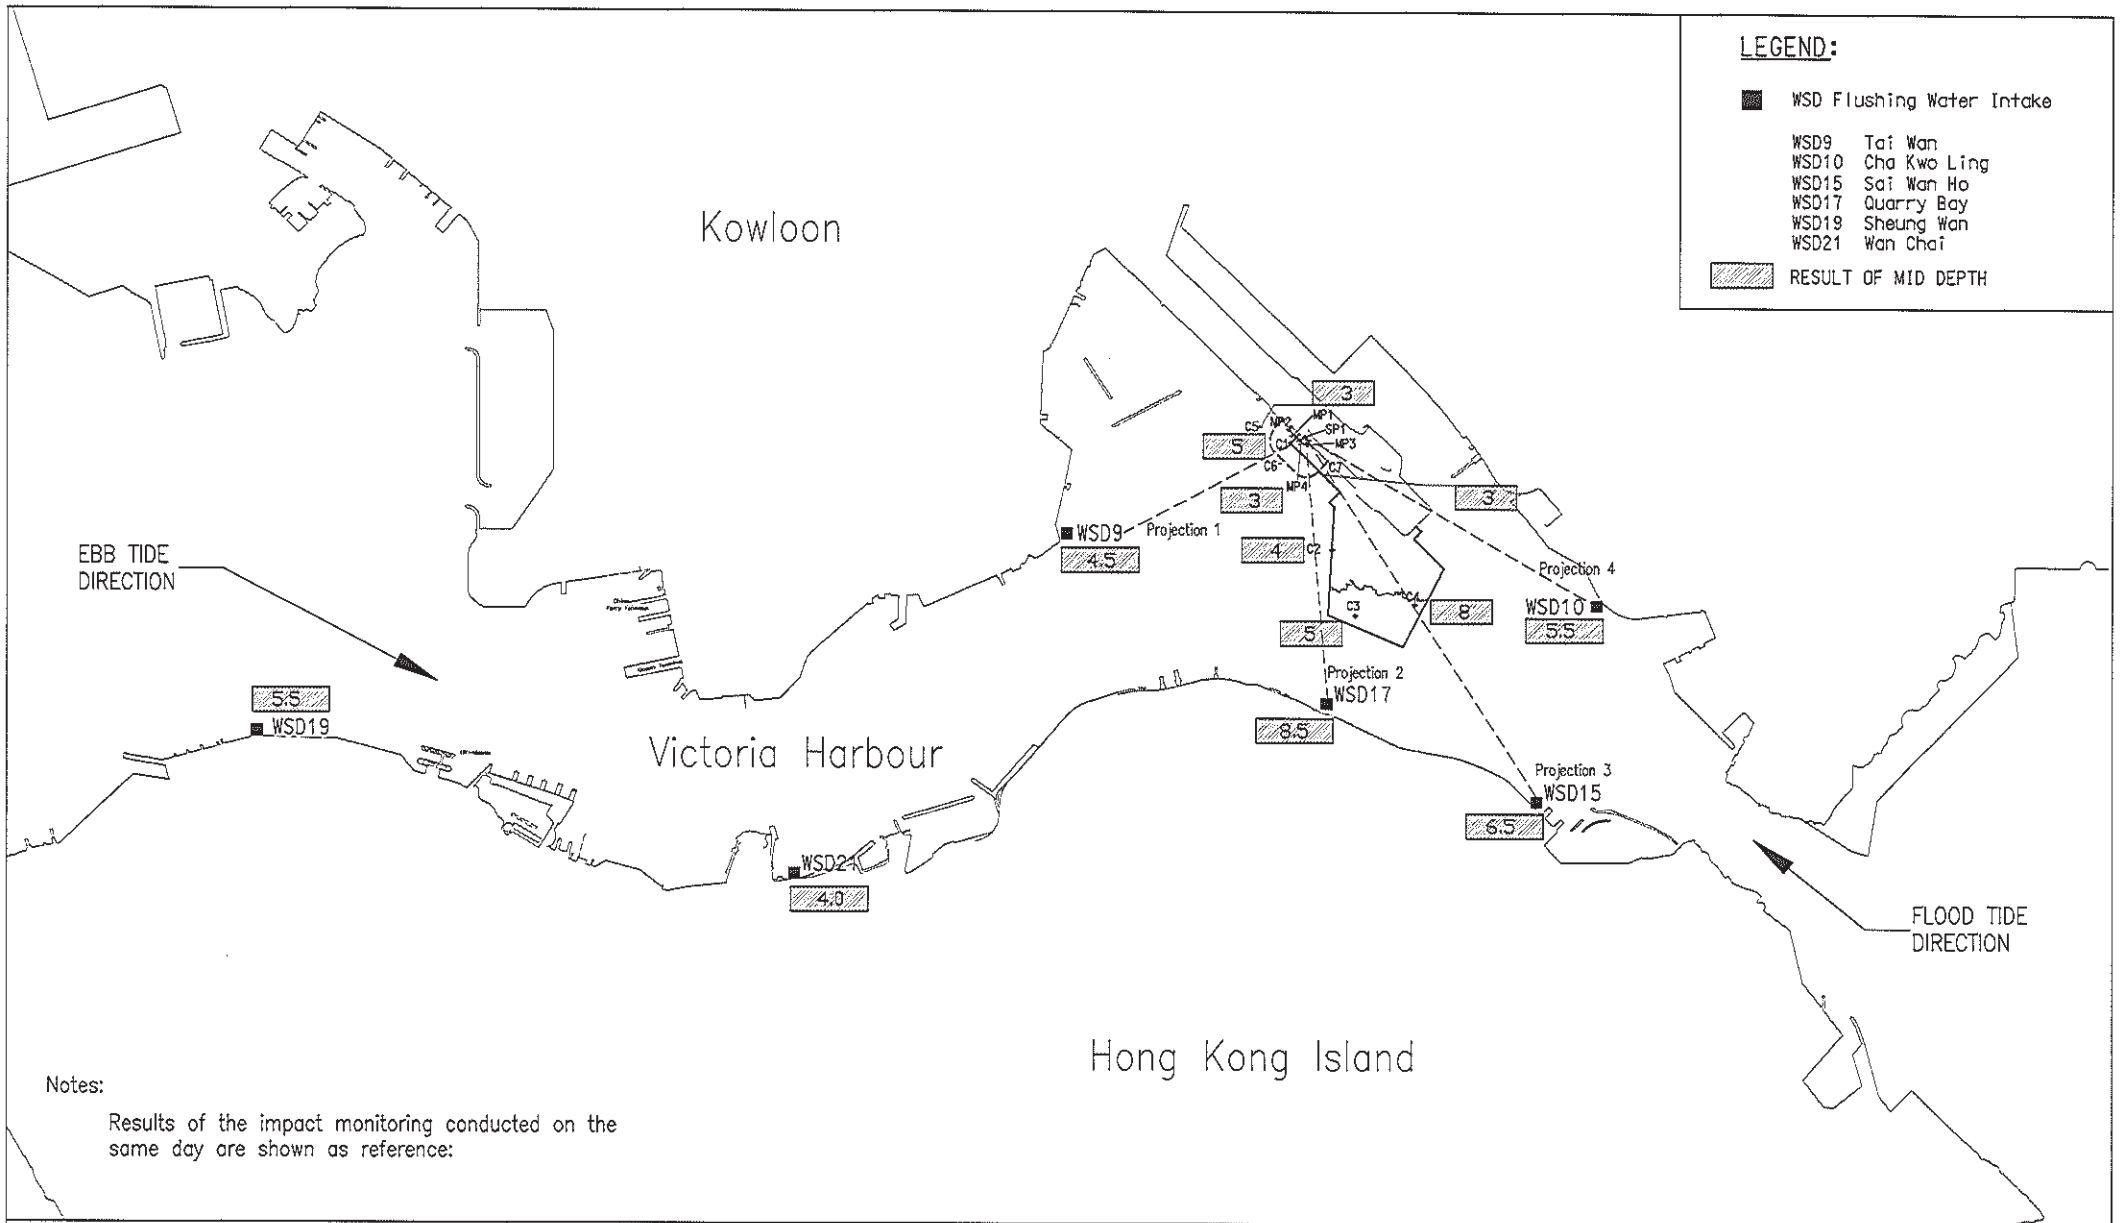 LEGEND:
WSD Flushing Water Intake
WSD9 Tai Wan
WSD10 Cha Kwo Ling
WSD15 Sai Wan Ho
WSD17 Quarry Bay
WSD19 Sheung Wan
WSD21 Wan Chai
RESULT OF MID DEPTH
Kowloon
3
MP1
C5
MP2
SP1
5
C1
MP3
C6
C7
MP4
3
3
WSD9
Projection 1
4.5
4
C2
EBB TIDE
DIRECTION
Projection 4
C3
C4
8
WSD10
5.5
5
Projection 2
WSD17
8.5
5.5
WSD19
Victoria Harbour
Projection 3
WSD15
6.5
WSD21
4.0
FLOOD TIDE
DIRECTION
Hong Kong Island
Notes:
Results of the impact monitoring conducted on the
same day are shown as reference: